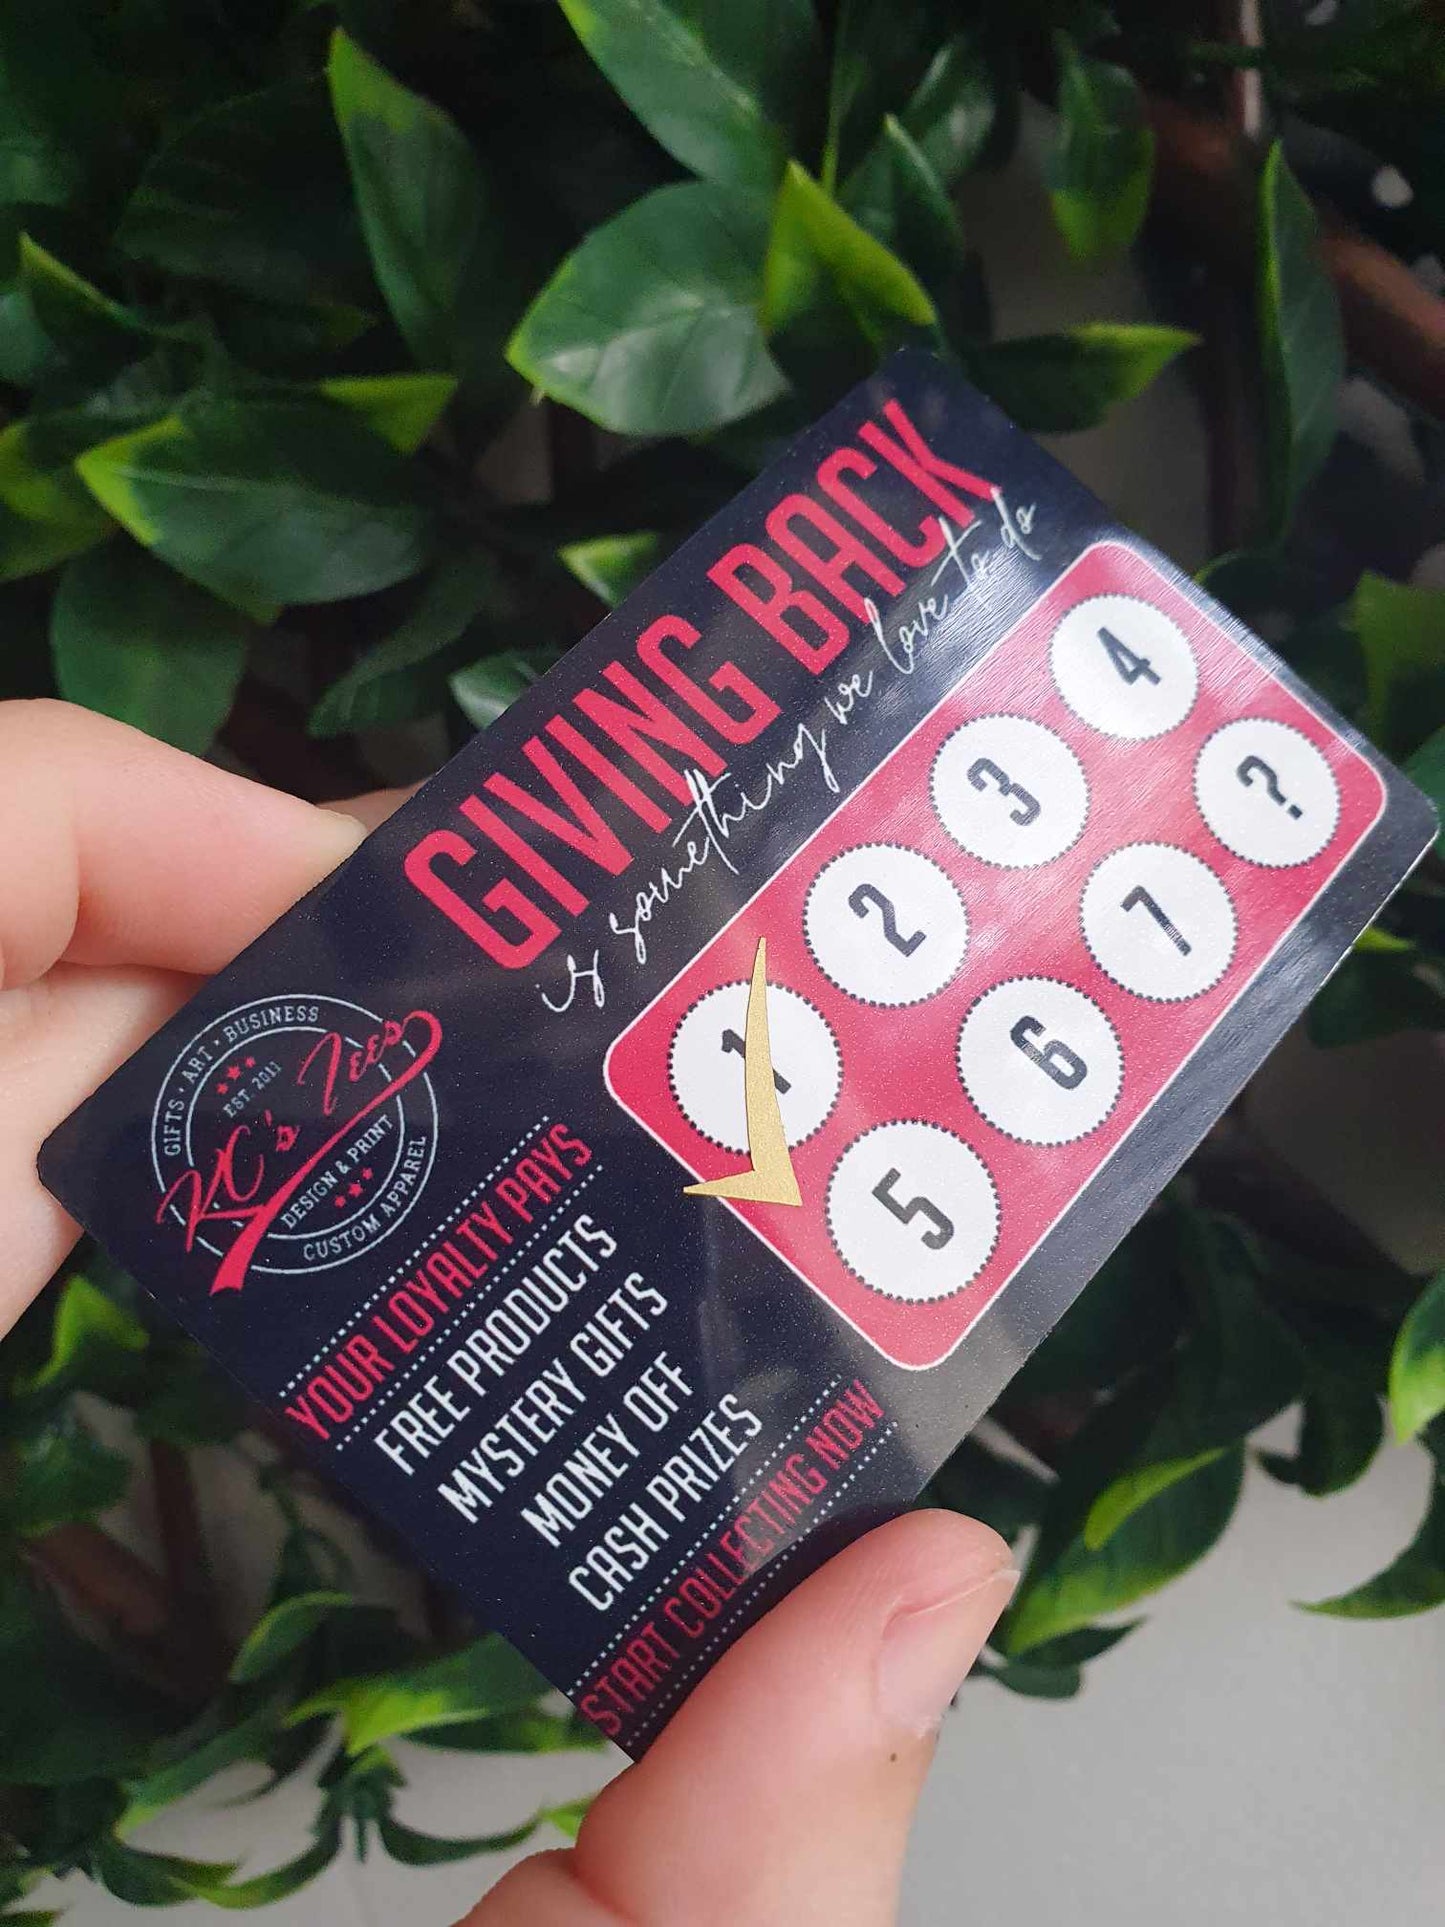 GIVING BACK
is something we love to do
GIFTS · ART · BUSINESS
EST. 2011
KC's Tees
DESIGN & PRINT
CUSTOM APPAREL
YOUR LOYALTY PAYS
FREE PRODUCTS
MYSTERY GIFTS
MONEY OFF
CASH PRIZES
START COLLECTING NOW
1 2 3 4
5 6 7 ?